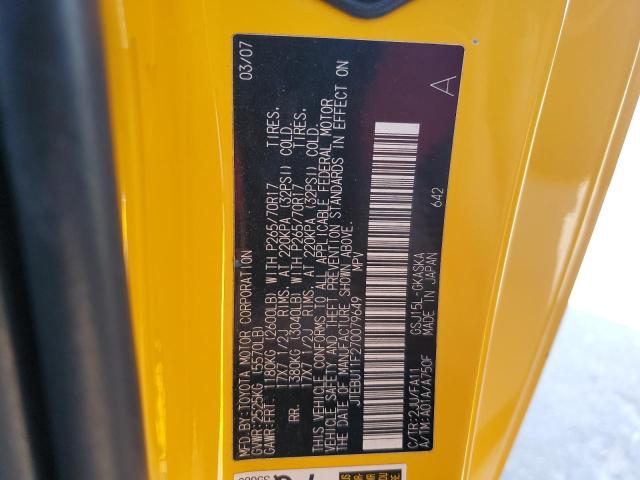 MFD. BY: TOYOTA MOTOR CORPORATION 03/07
GVWR: 2525KG (5570LB)
GAWR: FRT. 1180KG (2600LB) WITH P265/70R17 TIRES,
17X7 1/2J RIMS, AT 220KPA (32PSI) COLD.
RR. 1380KG (3040LB) WITH P265/70R17 TIRES,
17X7 1/2J RIMS, AT 220KPA (32PSI) COLD.
THIS VEHICLE CONFORMS TO ALL APPLICABLE FEDERAL MOTOR
VEHICLE SAFETY AND THEFT PREVENTION STANDARDS IN EFFECT ON
THE DATE OF MANUFACTURE SHOWN ABOVE.
JTEBU11F270079649 MPV
C/TR: 2JJ/FA11 GSJ15L-GKASKA 642 A
A/TM: A01A/A750F MADE IN JAPAN